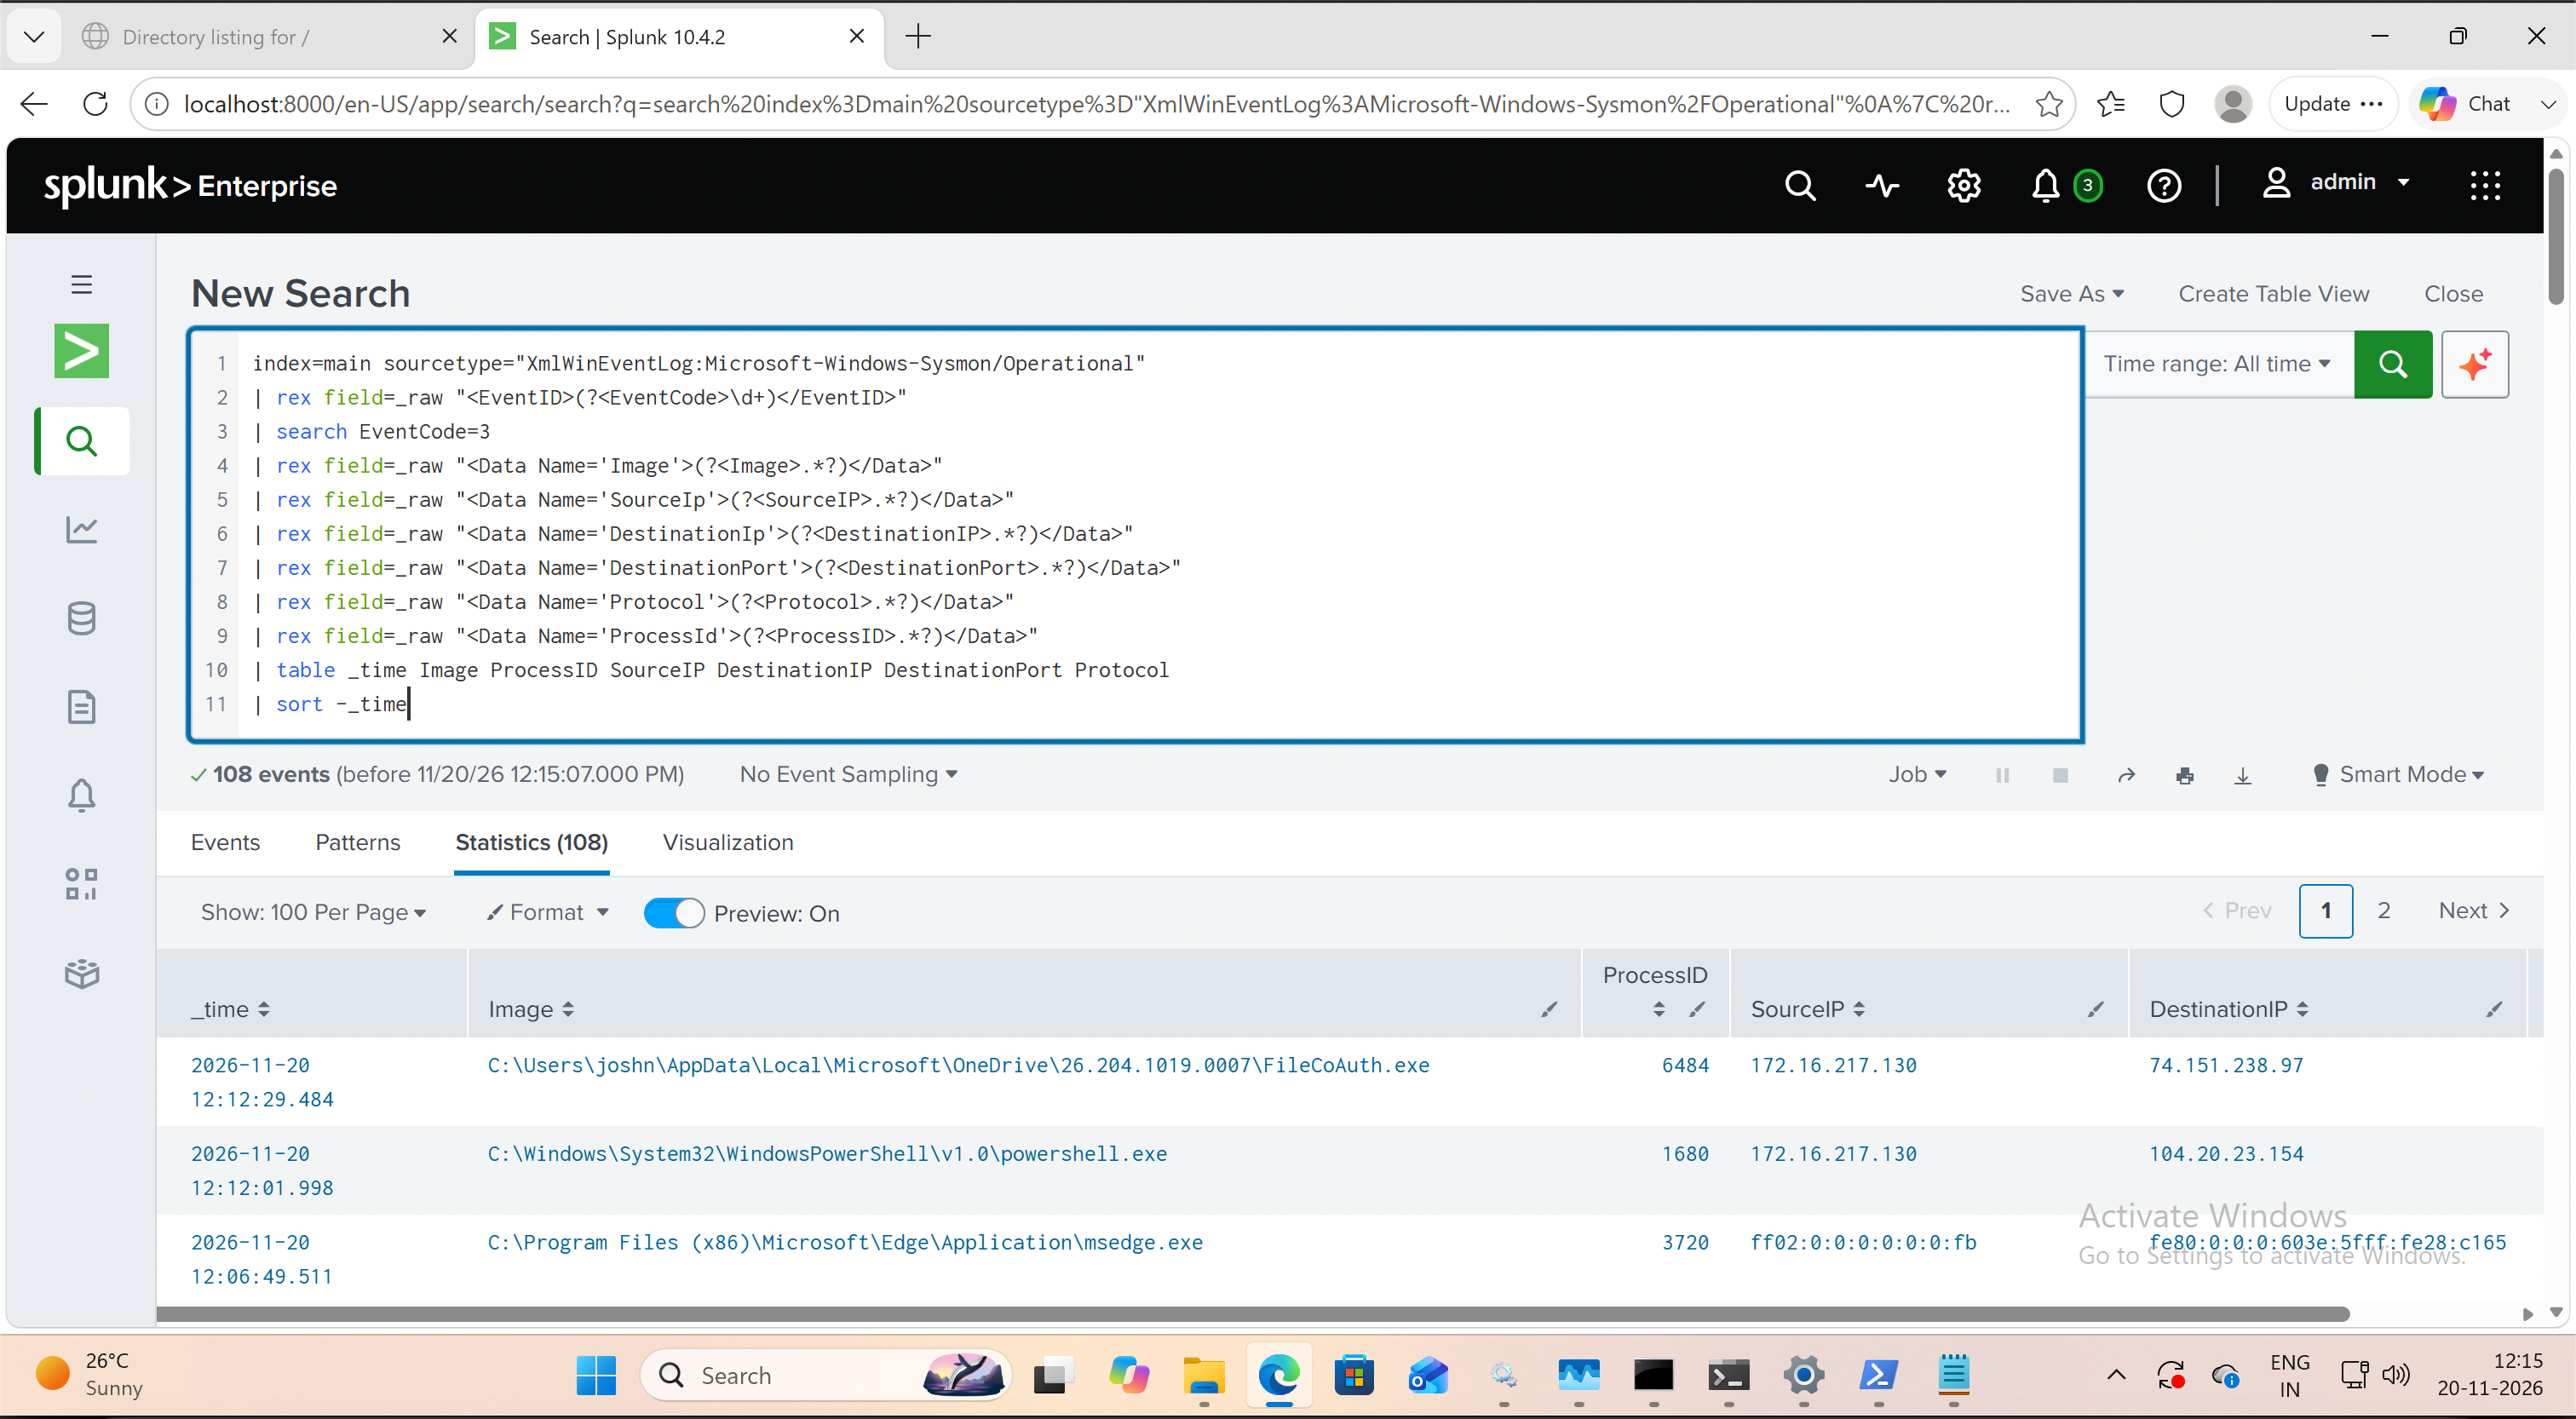 Directory listing for /
Search | Splunk 10.4.2
localhost:8000/en-US/app/search/search?q=search%20index%3Dmain%20sourcetype%3D"XmlWinEventLog%3AMicrosoft-Windows-Sysmon%2FOperational"%0A%7C%20r...
Update
Chat
splunk> Enterprise
3
admin
New Search
Save As
Create Table View
Close
1 index=main sourcetype="XmlWinEventLog:Microsoft-Windows-Sysmon/Operational"
2 | rex field=_raw "<EventID>(?<EventCode>\d+)</EventID>"
3 | search EventCode=3
4 | rex field=_raw "<Data Name='Image'>(?<Image>.*?)</Data>"
5 | rex field=_raw "<Data Name='SourceIp'>(?<SourceIP>.*?)</Data>"
6 | rex field=_raw "<Data Name='DestinationIp'>(?<DestinationIP>.*?)</Data>"
7 | rex field=_raw "<Data Name='DestinationPort'>(?<DestinationPort>.*?)</Data>"
8 | rex field=_raw "<Data Name='Protocol'>(?<Protocol>.*?)</Data>"
9 | rex field=_raw "<Data Name='ProcessId'>(?<ProcessID>.*?)</Data>"
10 | table _time Image ProcessID SourceIP DestinationIP DestinationPort Protocol
11 | sort -_time
Time range: All time
108 events (before 11/20/26 12:15:07.000 PM)
No Event Sampling
Job
Smart Mode
Events
Patterns
Statistics (108)
Visualization
Show: 100 Per Page
Format
Preview: On
Prev
1
2
Next
_time
Image
ProcessID
SourceIP
DestinationIP
2026-11-20
12:12:29.484
C:\Users\joshn\AppData\Local\Microsoft\OneDrive\26.204.1019.0007\FileCoAuth.exe
6484
172.16.217.130
74.151.238.97
2026-11-20
12:12:01.998
C:\Windows\System32\WindowsPowerShell\v1.0\powershell.exe
1680
172.16.217.130
104.20.23.154
2026-11-20
12:06:49.511
C:\Program Files (x86)\Microsoft\Edge\Application\msedge.exe
3720
ff02:0:0:0:0:0:0:fb
fe80:0:0:0:603e:5fff:fe28:c165
Activate Windows
Go to Settings to activate Windows.
26°C
Sunny
Search
ENG
IN
12:15
20-11-2026